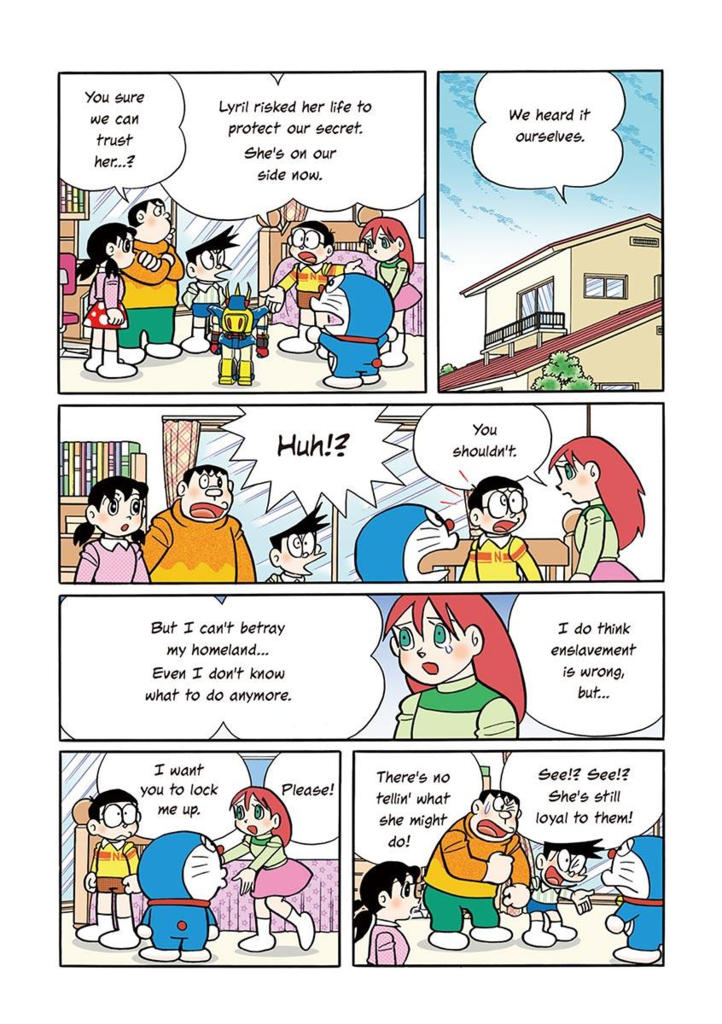 We heard it
ourselves.
Lyril risked her life to
protect our secret.
She's on our
side now.
You sure
we can
trust
her...?
N
You
shouldn't.
Huh!?
N
I do think
enslavement
is wrong,
but...
But I can't betray
my homeland...
Even I don't know
what to do anymore.
See!? See!?
She's still
loyal to them!
There's no
tellin' what
she might
do!
Please!
I want
you to lock
me up.
N